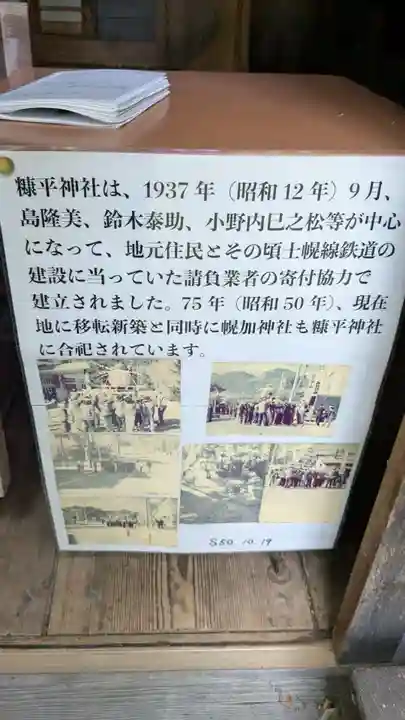 糠平神社は、1937年（昭和12年）9月、
島隆美、鈴木泰助、小野内巳之松等が中心
になって、地元住民とその頃士幌線鉄道の
建設に当っていた請負業者の寄付協力で
建立されました。75年（昭和50年）、現在
地に移転新築と同時に幌加神社も糠平神社
に合祀されています。
S50.10.19